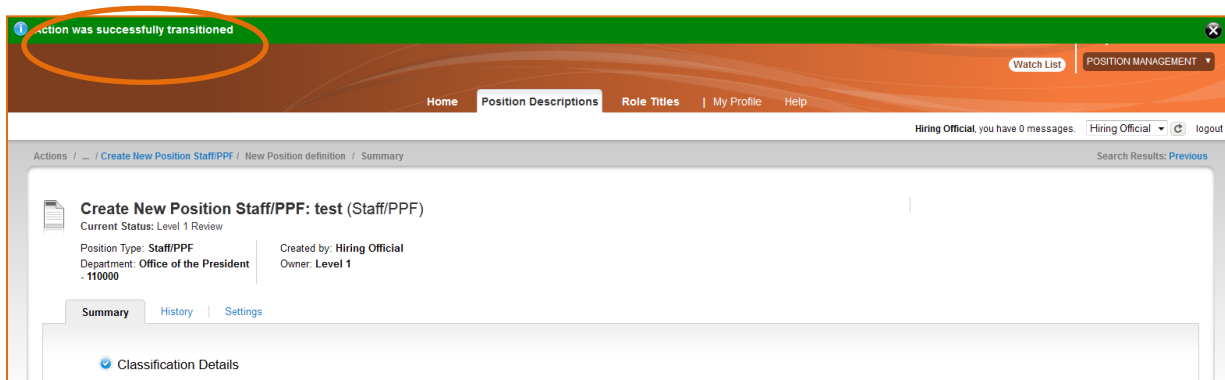 Action was successfully transitioned
Watch List
POSITION MANAGEMENT
Home Position Descriptions Role Titles | My Profile Help
Hiring Official, you have 0 messages. Hiring Official logout
Actions / ... / Create New Position Staff/PPF / New Position definition / Summary Search Results: Previous
Create New Position Staff/PPF: test (Staff/PPF)
Current Status: Level 1 Review
Position Type: Staff/PPF Created by: Hiring Official
Department: Office of the President Owner: Level 1
- 110000
Summary History Settings
Classification Details